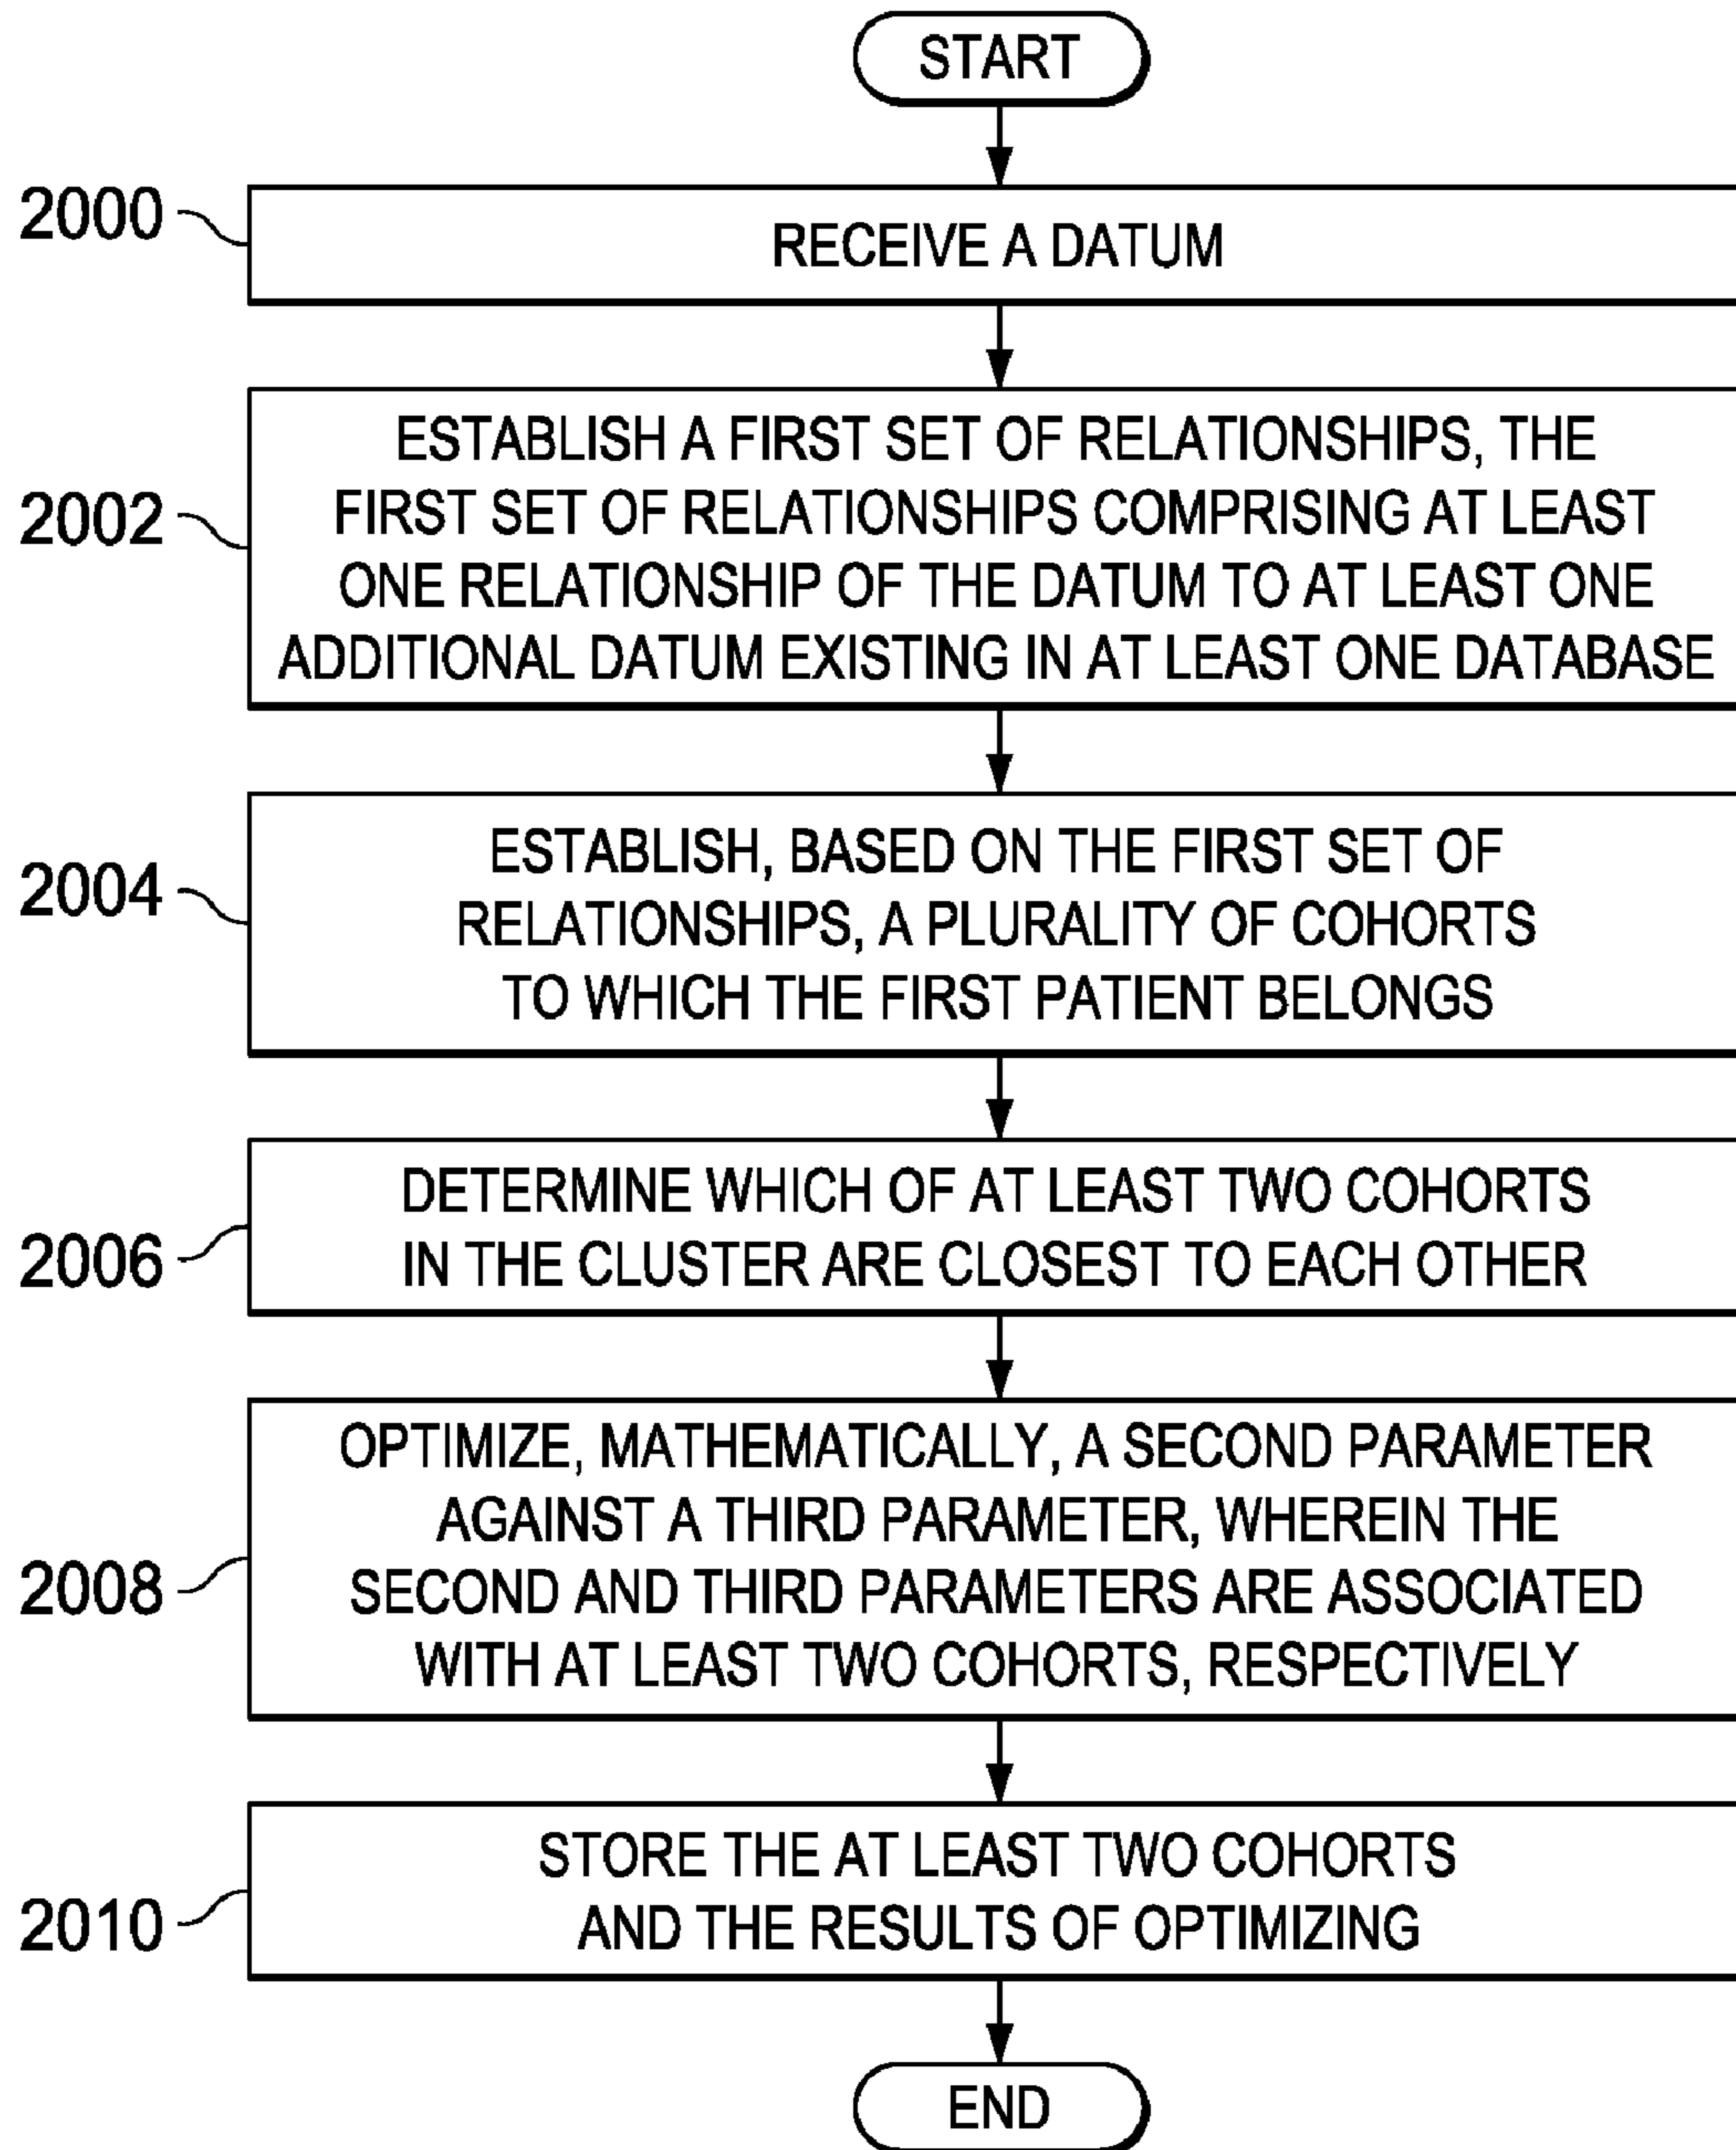 START
2000
RECEIVE A DATUM
2002
ESTABLISH A FIRST SET OF RELATIONSHIPS, THE
FIRST SET OF RELATIONSHIPS COMPRISING AT LEAST
ONE RELATIONSHIP OF THE DATUM TO AT LEAST ONE
ADDITIONAL DATUM EXISTING IN AT LEAST ONE DATABASE
2004
ESTABLISH, BASED ON THE FIRST SET OF
RELATIONSHIPS, A PLURALITY OF COHORTS
TO WHICH THE FIRST PATIENT BELONGS
2006
DETERMINE WHICH OF AT LEAST TWO COHORTS
IN THE CLUSTER ARE CLOSEST TO EACH OTHER
2008
OPTIMIZE, MATHEMATICALLY, A SECOND PARAMETER
AGAINST A THIRD PARAMETER, WHEREIN THE
SECOND AND THIRD PARAMETERS ARE ASSOCIATED
WITH AT LEAST TWO COHORTS, RESPECTIVELY
2010
STORE THE AT LEAST TWO COHORTS
AND THE RESULTS OF OPTIMIZING
END